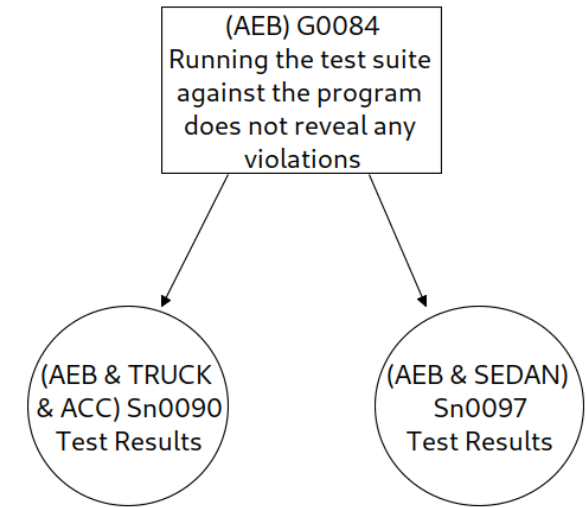 (AEB) G0084
Running the test suite
against the program
does not reveal any
violations
(AEB & TRUCK
& ACC) Sn0090
Test Results
(AEB & SEDAN)
Sn0097
Test Results